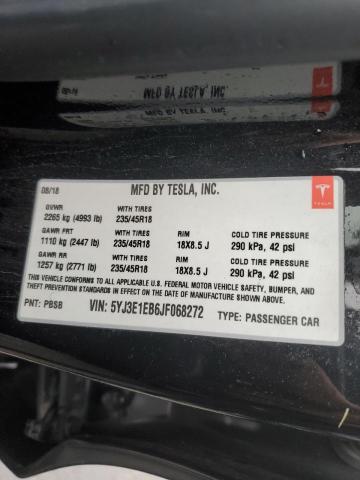 08/18 MFD BY TESLA, INC.
GVWR WITH TIRES
2265 kg (4993 lb) 235/45R18
GAWR FRT WITH TIRES RIM COLD TIRE PRESSURE
1110 kg (2447 lb) 235/45R18 18X8.5 J 290 kPa, 42 psi
GAWR RR WITH TIRES RIM COLD TIRE PRESSURE
1257 kg (2771 lb) 235/45R18 18X8.5 J 290 kPa, 42 psi
THIS VEHICLE CONFORMS TO ALL APPLICABLE FEDERAL MOTOR VEHICLE SAFETY, BUMPER, AND
THEFT PREVENTION STANDARDS IN EFFECT ON THE DATE OF MANUFACTURE SHOWN ABOVE.
PNT: PBSB VIN: 5YJ3E1EB6JF068272 TYPE: PASSENGER CAR
TESLA